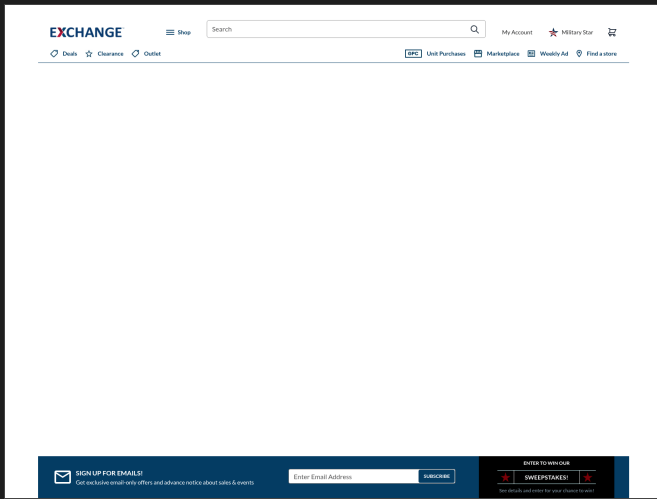 EXCHANGE
Shop
Search
My Account
Military Star
Deals
Clearance
Outlet
GPC Unit Purchases
Marketplace
Weekly Ad
Find a store
SIGN UP FOR EMAILS!
Get exclusive email-only offers and advance notice about sales & events
Enter Email Address
SUBSCRIBE
ENTER TO WIN OUR
SWEEPSTAKES!
See details and enter for your chance to win!